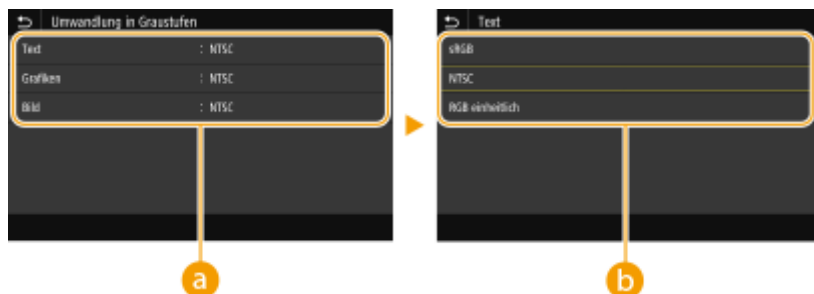 Umwandlung in Graustufen
Text : NTSC
Grafiken : NTSC
Bild : NTSC
a
Text
sRGB
NTSC
RGB einheitlich
b